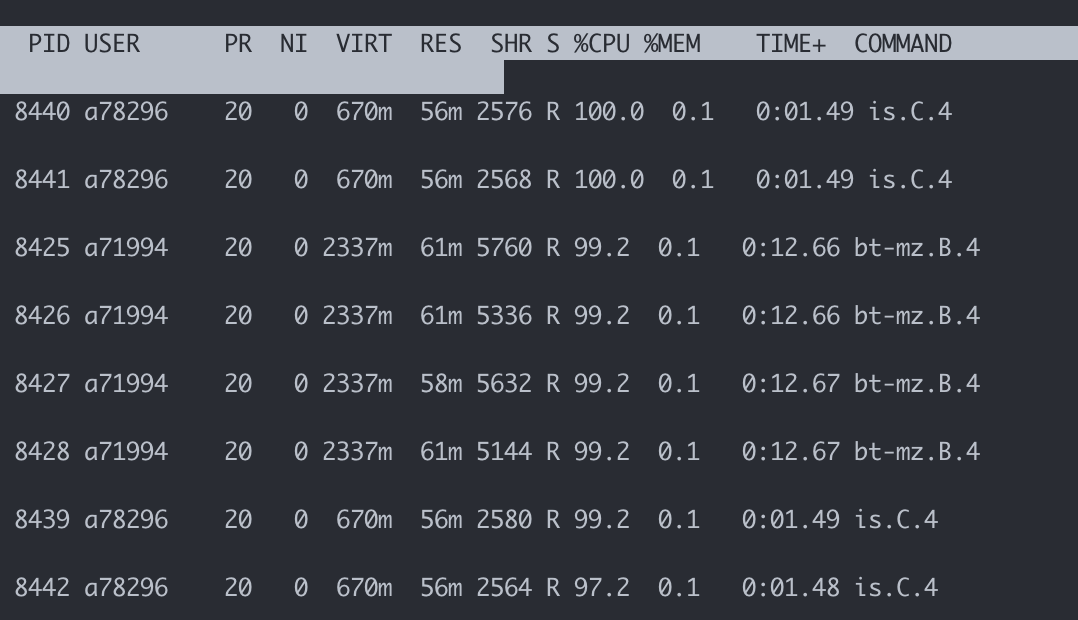 PID USER PR NI VIRT RES SHR S %CPU %MEM TIME+ COMMAND
8440 a78296 20 0 670m 56m 2576 R 100.0 0.1 0:01.49 is.C.4
8441 a78296 20 0 670m 56m 2568 R 100.0 0.1 0:01.49 is.C.4
8425 a71994 20 0 2337m 61m 5760 R 99.2 0.1 0:12.66 bt-mz.B.4
8426 a71994 20 0 2337m 61m 5336 R 99.2 0.1 0:12.66 bt-mz.B.4
8427 a71994 20 0 2337m 58m 5632 R 99.2 0.1 0:12.67 bt-mz.B.4
8428 a71994 20 0 2337m 61m 5144 R 99.2 0.1 0:12.67 bt-mz.B.4
8439 a78296 20 0 670m 56m 2580 R 99.2 0.1 0:01.49 is.C.4
8442 a78296 20 0 670m 56m 2564 R 97.2 0.1 0:01.48 is.C.4